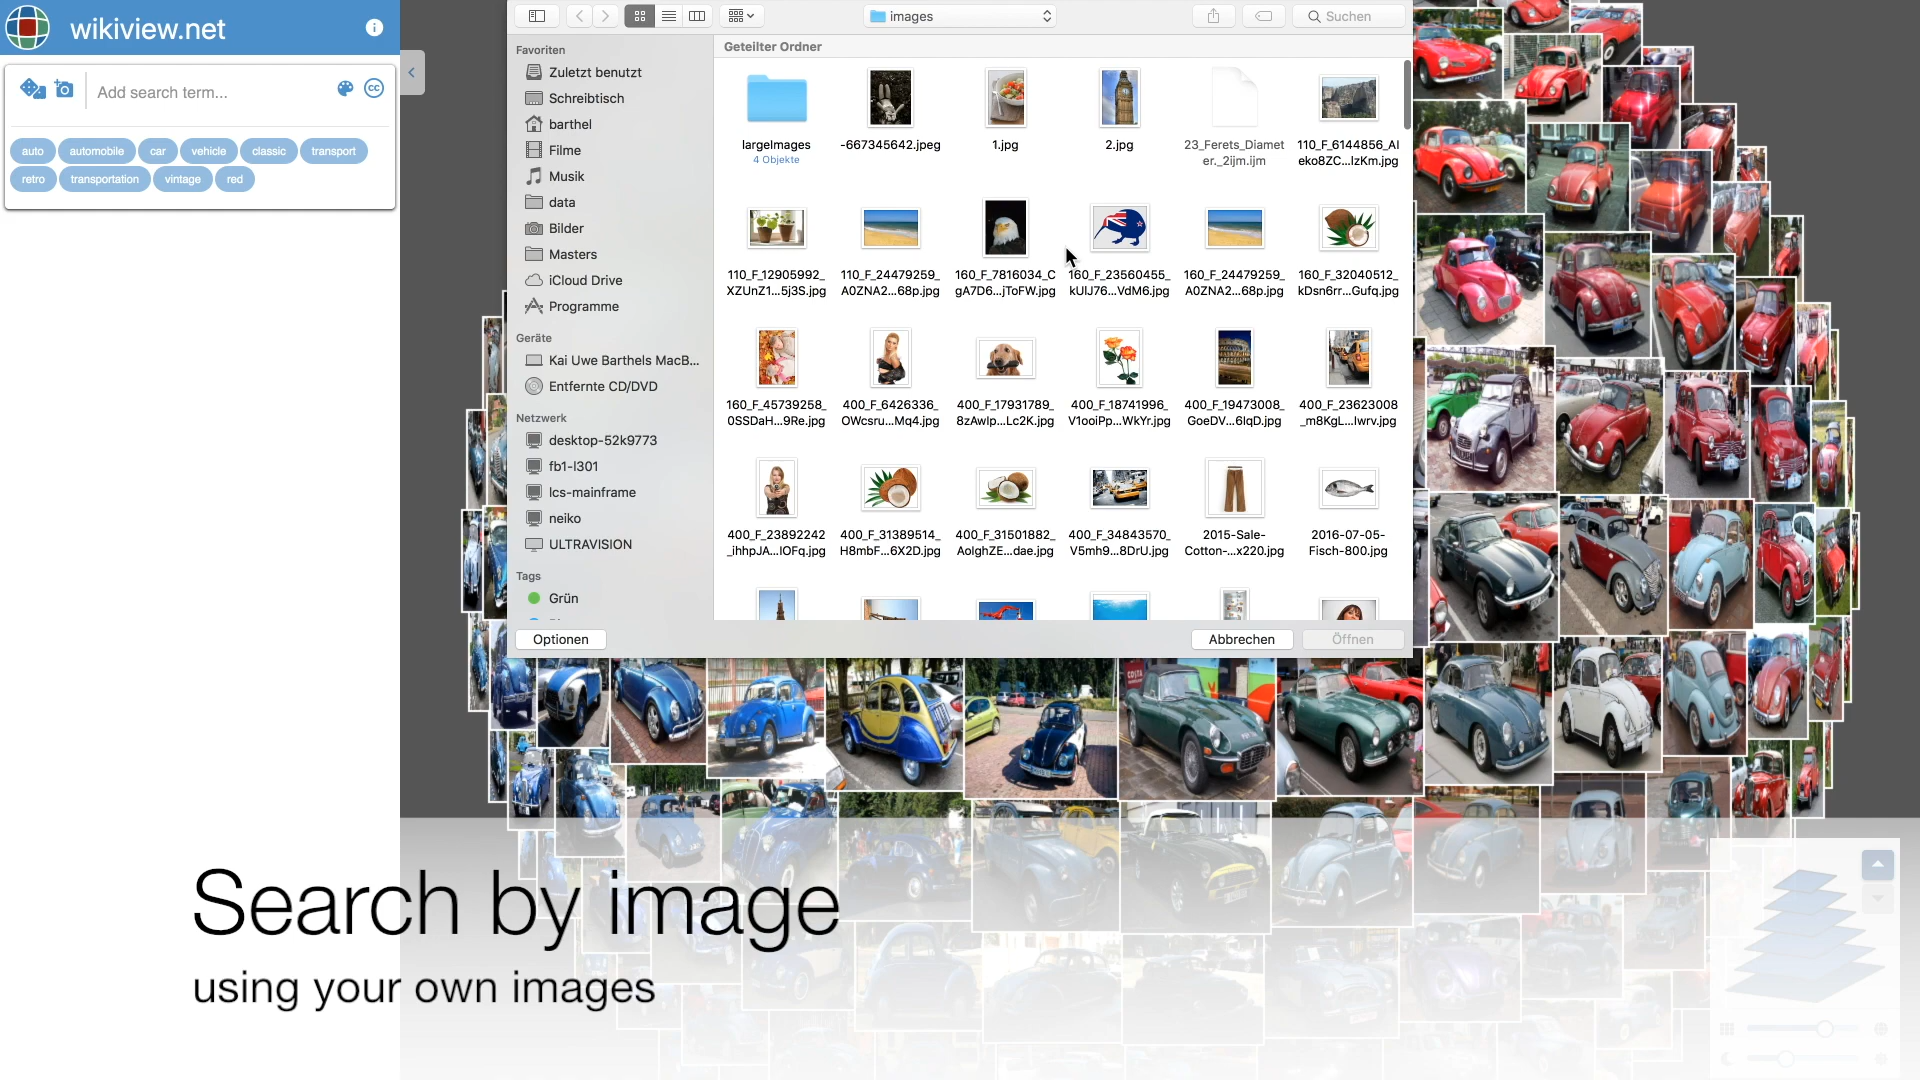 wikiview.net
Add search term...
auto
automobile
car
vehicle
classic
transport
retro
transportation
vintage
red
images
Suchen
Favoriten
Zuletzt benutzt
Schreibtisch
barthel
Filme
Musik
data
Bilder
Masters
iCloud Drive
Programme
Geräte
Kai Uwe Barthels MacB...
Entfernte CD/DVD
Netzwerk
desktop-52k9773
fb1-l301
lcs-mainframe
neiko
ULTRAVISION
Tags
Grün
Geteilter Ordner
largeImages
4 Objekte
-667345642.jpeg
1.jpg
2.jpg
23_Ferets_Diamet
er._2ijm.ijm
110_F_6144856_Al
eko8ZC...lzKm.jpg
110_F_12905992_
XZUnZ1...5j3S.jpg
110_F_24479259_
A0ZNA2...68p.jpg
160_F_7816034_C
gA7D6...jToFW.jpg
160_F_23560455_
kUIJ76...VdM6.jpg
160_F_24479259_
A0ZNA2...68p.jpg
160_F_32040512_
kDsn6rr...Gufq.jpg
160_F_45739258_
0SSDaH...9Re.jpg
400_F_6426336_
OWcsru...Mq4.jpg
400_F_17931789_
8zAwlp...Lc2K.jpg
400_F_18741996_
V1ooiPp...WkYr.jpg
400_F_19473008_
GoeDV...6lqD.jpg
400_F_23623008
_m8KgL...lwrv.jpg
400_F_23892242
_ihhpJA...lOFq.jpg
400_F_31389514_
H8mbF...6X2D.jpg
400_F_31501882_
AolghZE...dae.jpg
400_F_34843570_
V5mh9...8DrU.jpg
2015-Sale-
Cotton-...x220.jpg
2016-07-05-
Fisch-800.jpg
Optionen
Abbrechen
Öffnen
Search by image
using your own images